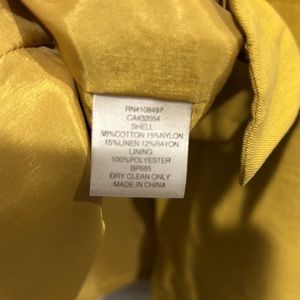 RN#108497
CA#32054
SHELL:
58%COTTON 15%NYLON
15%LINEN 12%RAYON
LINING
100%POLYESTER
BP685
DRY CLEAN ONLY
MADE IN CHINA